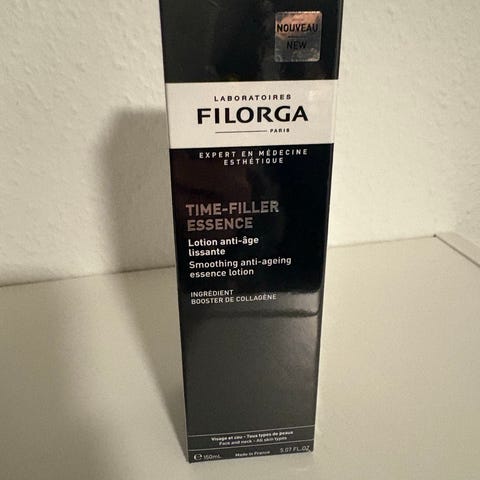 NOUVEAU
NEW
LABORATOIRES
FILORGA
PARIS
EXPERT EN MÉDECINE
ESTHÉTIQUE
TIME-FILLER
ESSENCE
Lotion anti-âge
lissante
Smoothing anti-ageing
essence lotion
INGRÉDIENT
BOOSTER DE COLLAGÈNE
Visage et cou - Tous types de peaux
Face and neck - All skin types
℮ 150mL Made in France 5.07 FL.OZ